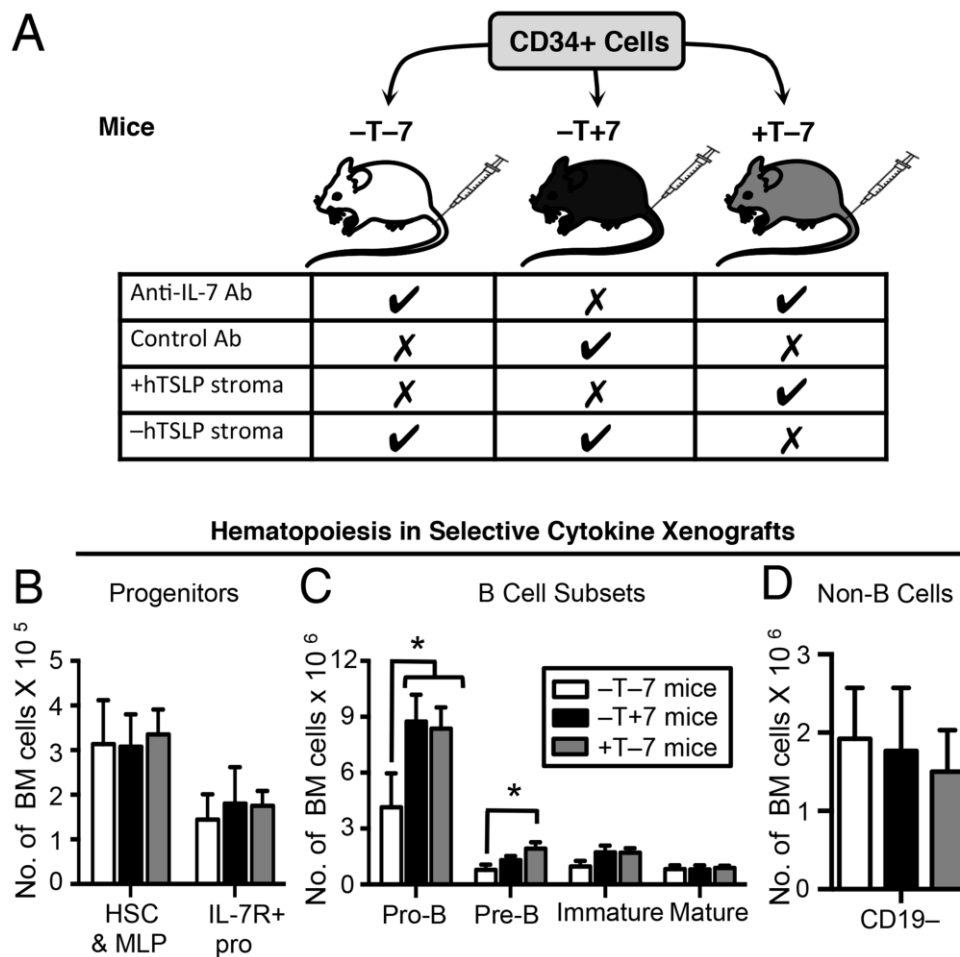 A
CD34+ Cells
Mice
–T–7
–T+7
+T–7
Anti-IL-7 Ab ✓ ✗ ✓
Control Ab ✗ ✓ ✗
+hTSLP stroma ✗ ✗ ✓
–hTSLP stroma ✓ ✓ ✗
Hematopoiesis in Selective Cytokine Xenografts
B
Progenitors
No. of BM cells X 10 5
5
4
3
2
1
0
HSC
& MLP
IL-7R+
pro
C
B Cell Subsets
No. of BM cells x 10 6
12
9
6
3
0
*
*
–T–7 mice
–T+7 mice
+T–7 mice
Pro-B
Pre-B
Immature
Mature
D
Non-B Cells
No. of BM cells X 10 6
3
2
1
0
CD19–